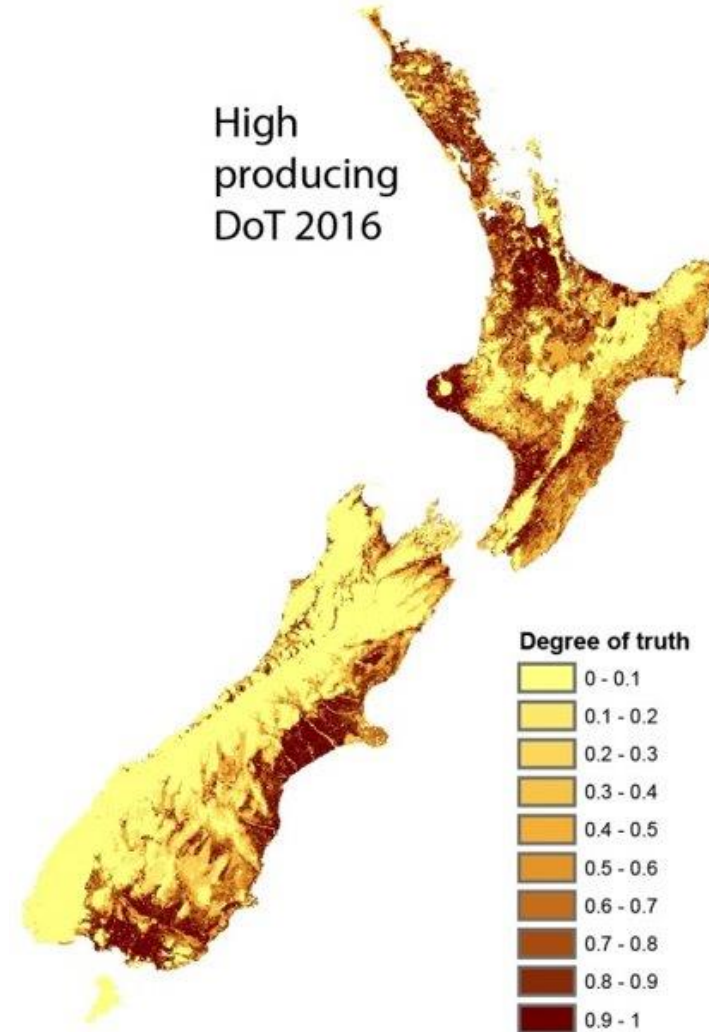 High
producing
DoT 2016
Degree of truth
0 - 0.1
0.1 - 0.2
0.2 - 0.3
0.3 - 0.4
0.4 - 0.5
0.5 - 0.6
0.6 - 0.7
0.7 - 0.8
0.8 - 0.9
0.9 - 1